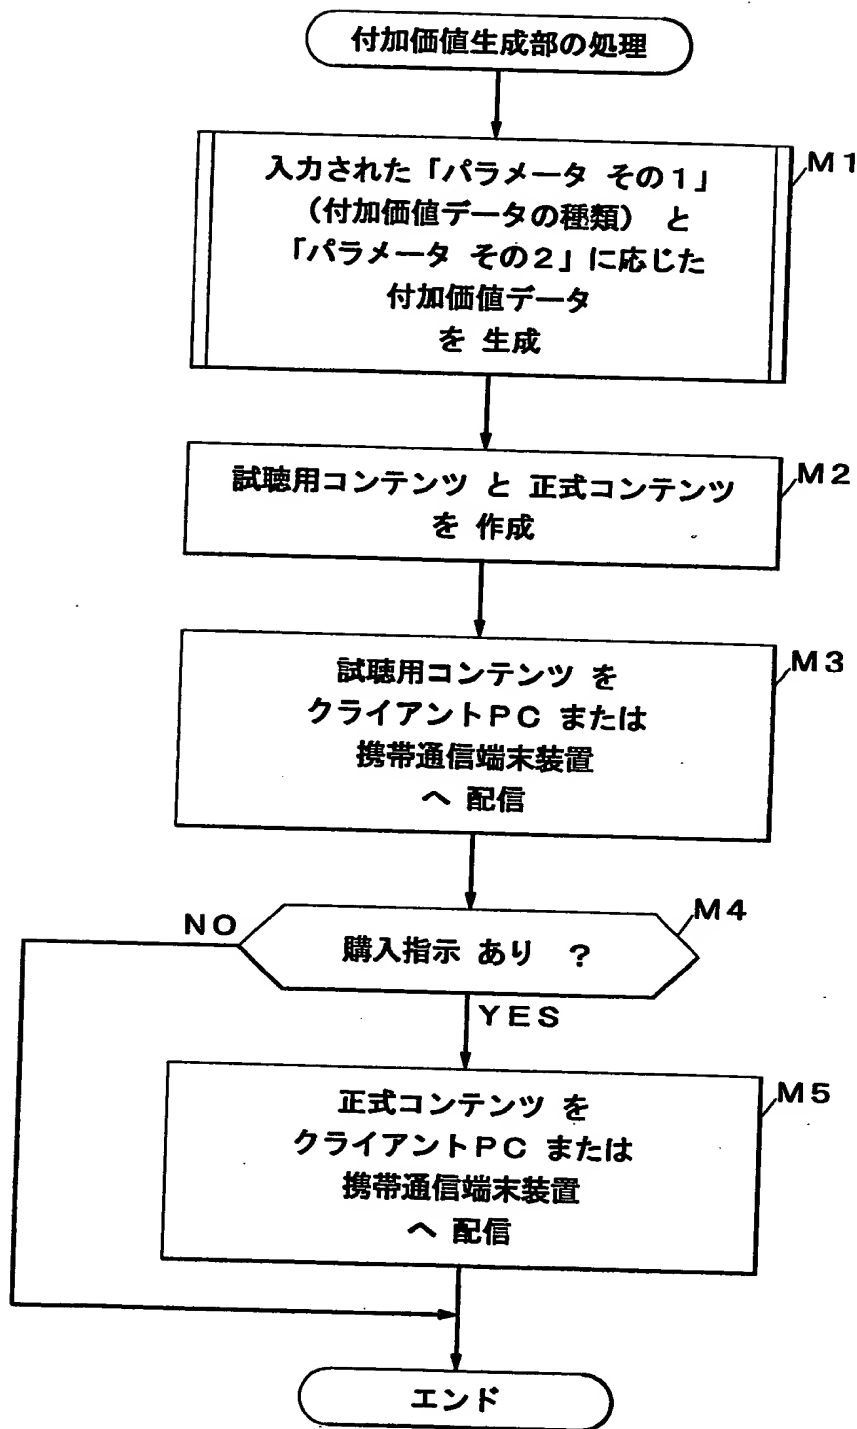 付加価値生成部の処理
M1
入力された「パラメータ その1」
(付加価値データの種類) と
「パラメータ その2」に応じた
付加価値データ
を 生成
M2
試聴用コンテンツ と 正式コンテンツ
を 作成
M3
試聴用コンテンツ を
クライアントPC または
携帯通信端末装置
へ 配信
M4
NO
購入指示 あり ?
YES
M5
正式コンテンツ を
クライアントPC または
携帯通信端末装置
へ 配信
エンド